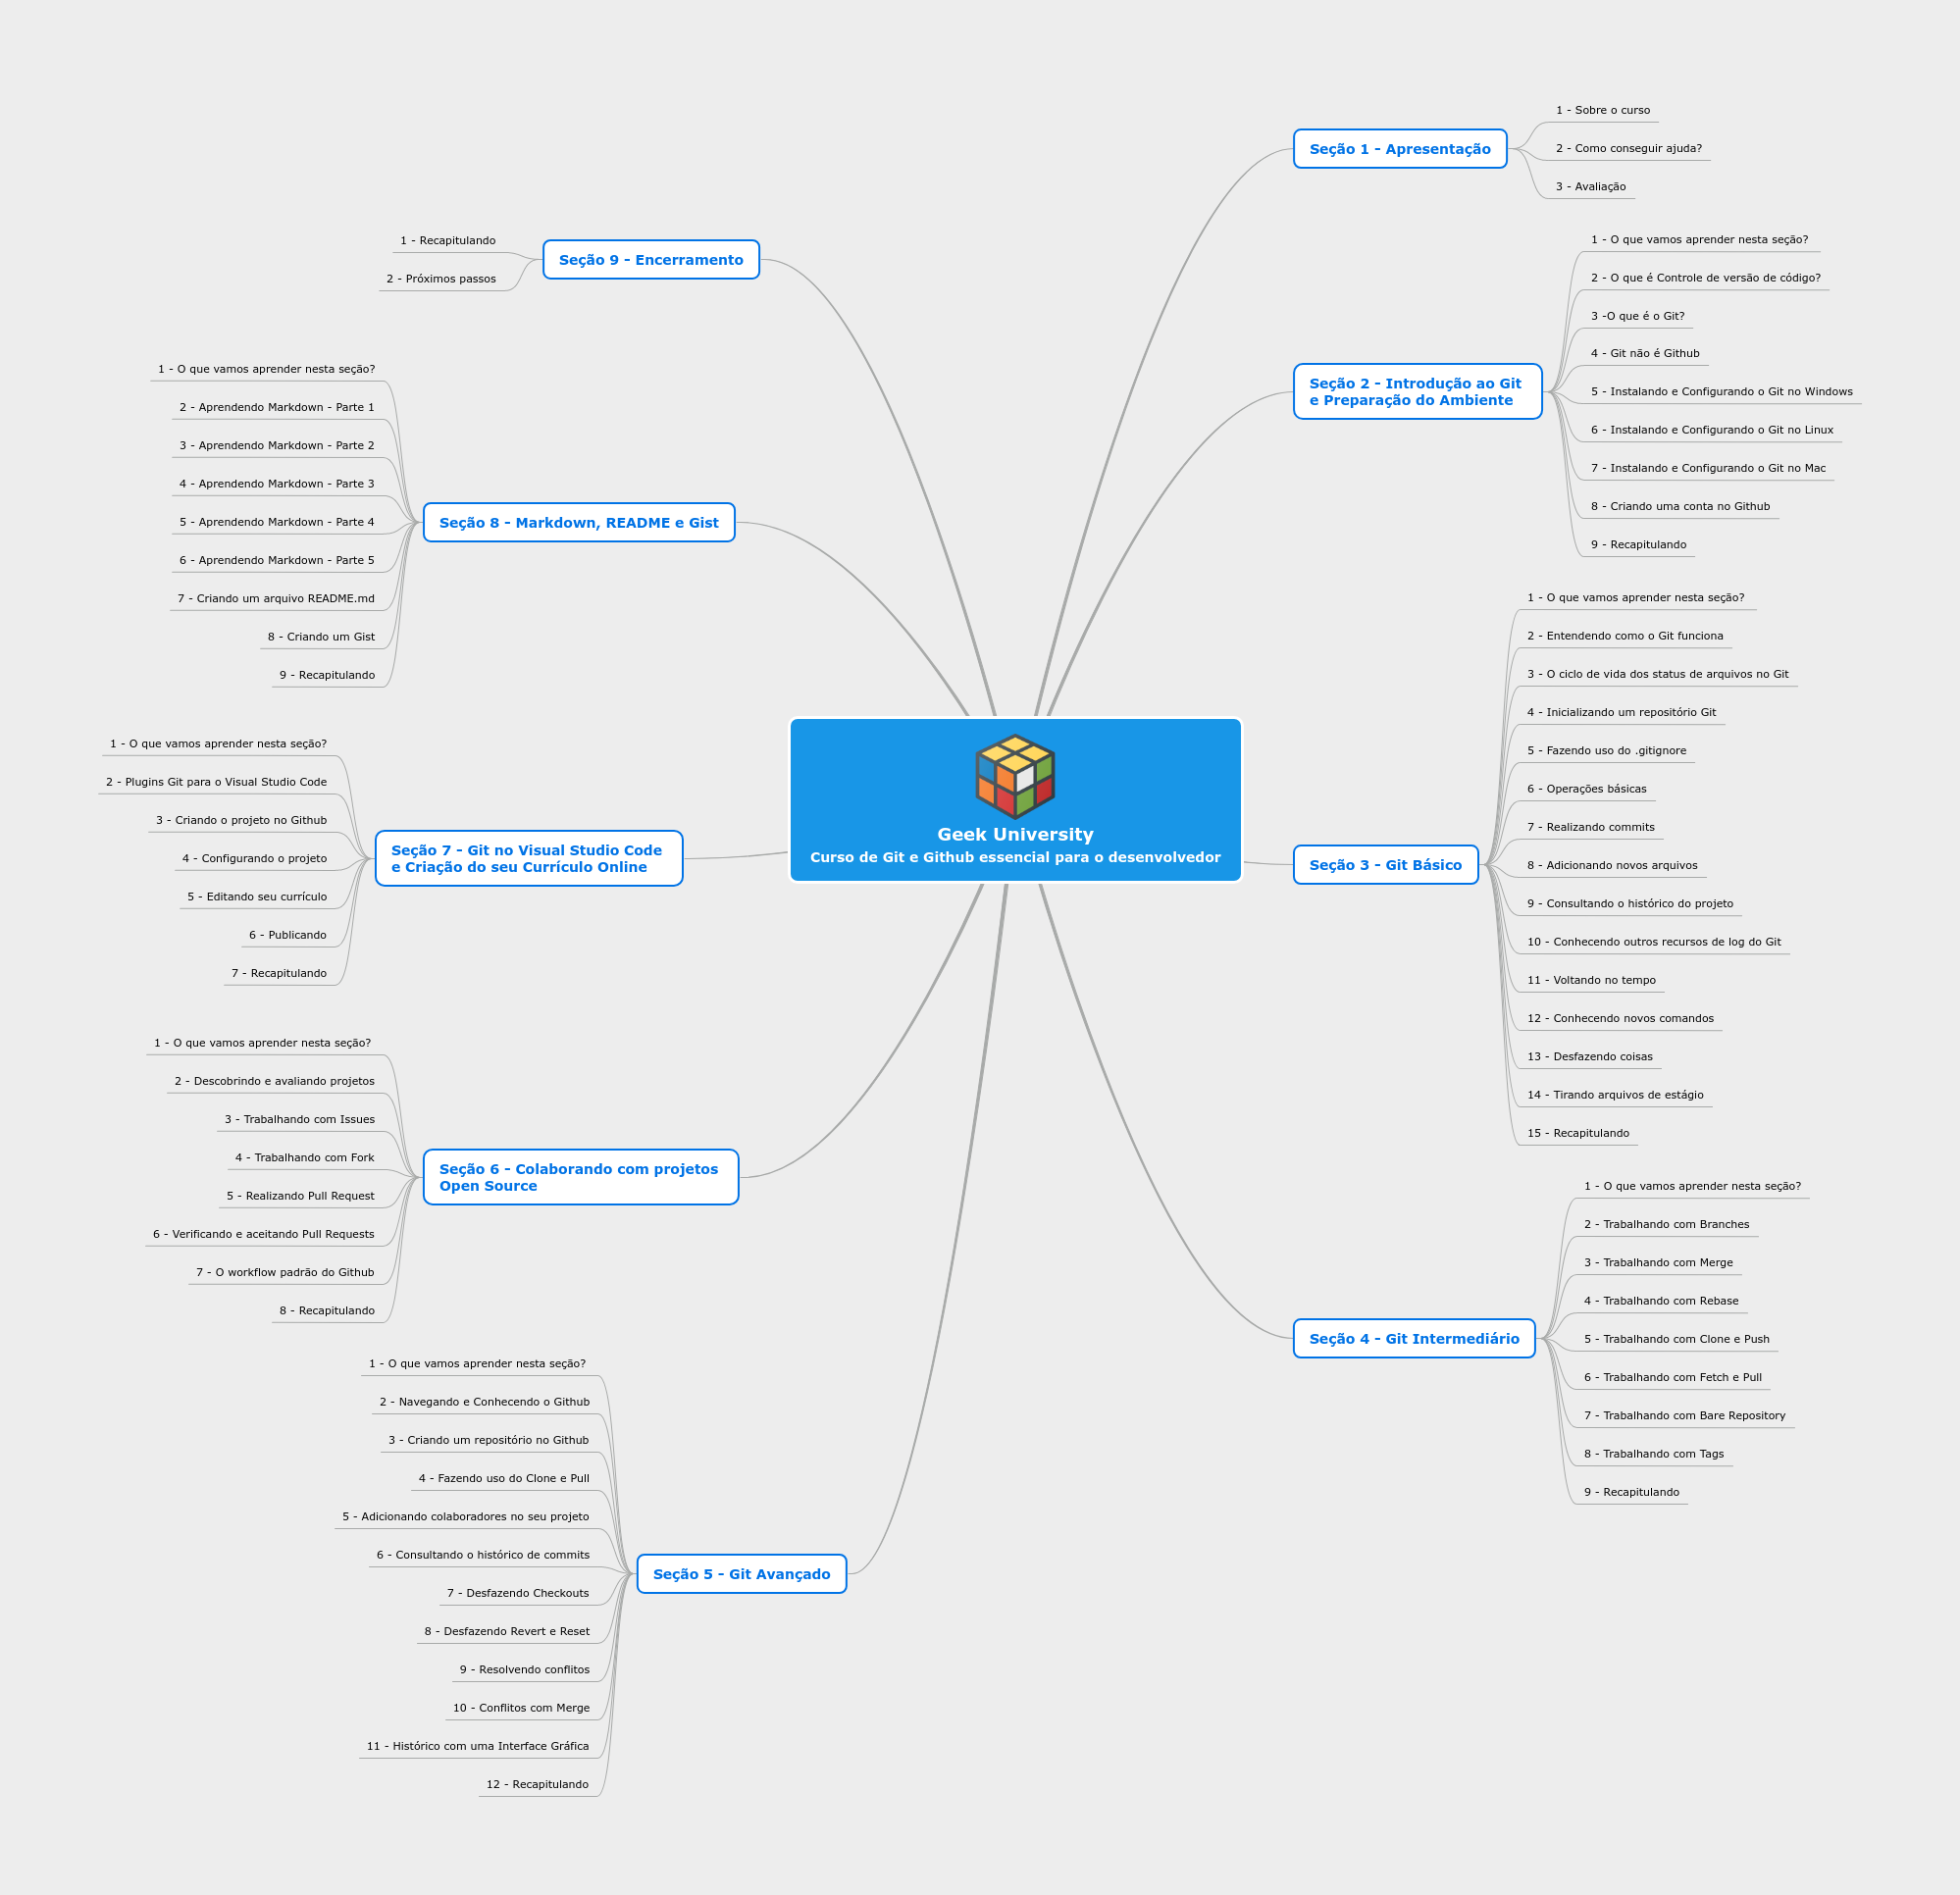 Geek University
Curso de Git e Github essencial para o desenvolvedor
Seção 1 - Apresentação
1 - Sobre o curso
2 - Como conseguir ajuda?
3 - Avaliação
Seção 2 - Introdução ao Git
e Preparação do Ambiente
1 - O que vamos aprender nesta seção?
2 - O que é Controle de versão de código?
3 -O que é o Git?
4 - Git não é Github
5 - Instalando e Configurando o Git no Windows
6 - Instalando e Configurando o Git no Linux
7 - Instalando e Configurando o Git no Mac
8 - Criando uma conta no Github
9 - Recapitulando
Seção 3 - Git Básico
1 - O que vamos aprender nesta seção?
2 - Entendendo como o Git funciona
3 - O ciclo de vida dos status de arquivos no Git
4 - Inicializando um repositório Git
5 - Fazendo uso do .gitignore
6 - Operações básicas
7 - Realizando commits
8 - Adicionando novos arquivos
9 - Consultando o histórico do projeto
10 - Conhecendo outros recursos de log do Git
11 - Voltando no tempo
12 - Conhecendo novos comandos
13 - Desfazendo coisas
14 - Tirando arquivos de estágio
15 - Recapitulando
Seção 4 - Git Intermediário
1 - O que vamos aprender nesta seção?
2 - Trabalhando com Branches
3 - Trabalhando com Merge
4 - Trabalhando com Rebase
5 - Trabalhando com Clone e Push
6 - Trabalhando com Fetch e Pull
7 - Trabalhando com Bare Repository
8 - Trabalhando com Tags
9 - Recapitulando
Seção 5 - Git Avançado
1 - O que vamos aprender nesta seção?
2 - Navegando e Conhecendo o Github
3 - Criando um repositório no Github
4 - Fazendo uso do Clone e Pull
5 - Adicionando colaboradores no seu projeto
6 - Consultando o histórico de commits
7 - Desfazendo Checkouts
8 - Desfazendo Revert e Reset
9 - Resolvendo conflitos
10 - Conflitos com Merge
11 - Histórico com uma Interface Gráfica
12 - Recapitulando
Seção 6 - Colaborando com projetos
Open Source
1 - O que vamos aprender nesta seção?
2 - Descobrindo e avaliando projetos
3 - Trabalhando com Issues
4 - Trabalhando com Fork
5 - Realizando Pull Request
6 - Verificando e aceitando Pull Requests
7 - O workflow padrão do Github
8 - Recapitulando
Seção 7 - Git no Visual Studio Code
e Criação do seu Currículo Online
1 - O que vamos aprender nesta seção?
2 - Plugins Git para o Visual Studio Code
3 - Criando o projeto no Github
4 - Configurando o projeto
5 - Editando seu currículo
6 - Publicando
7 - Recapitulando
Seção 8 - Markdown, README e Gist
1 - O que vamos aprender nesta seção?
2 - Aprendendo Markdown - Parte 1
3 - Aprendendo Markdown - Parte 2
4 - Aprendendo Markdown - Parte 3
5 - Aprendendo Markdown - Parte 4
6 - Aprendendo Markdown - Parte 5
7 - Criando um arquivo README.md
8 - Criando um Gist
9 - Recapitulando
Seção 9 - Encerramento
1 - Recapitulando
2 - Próximos passos